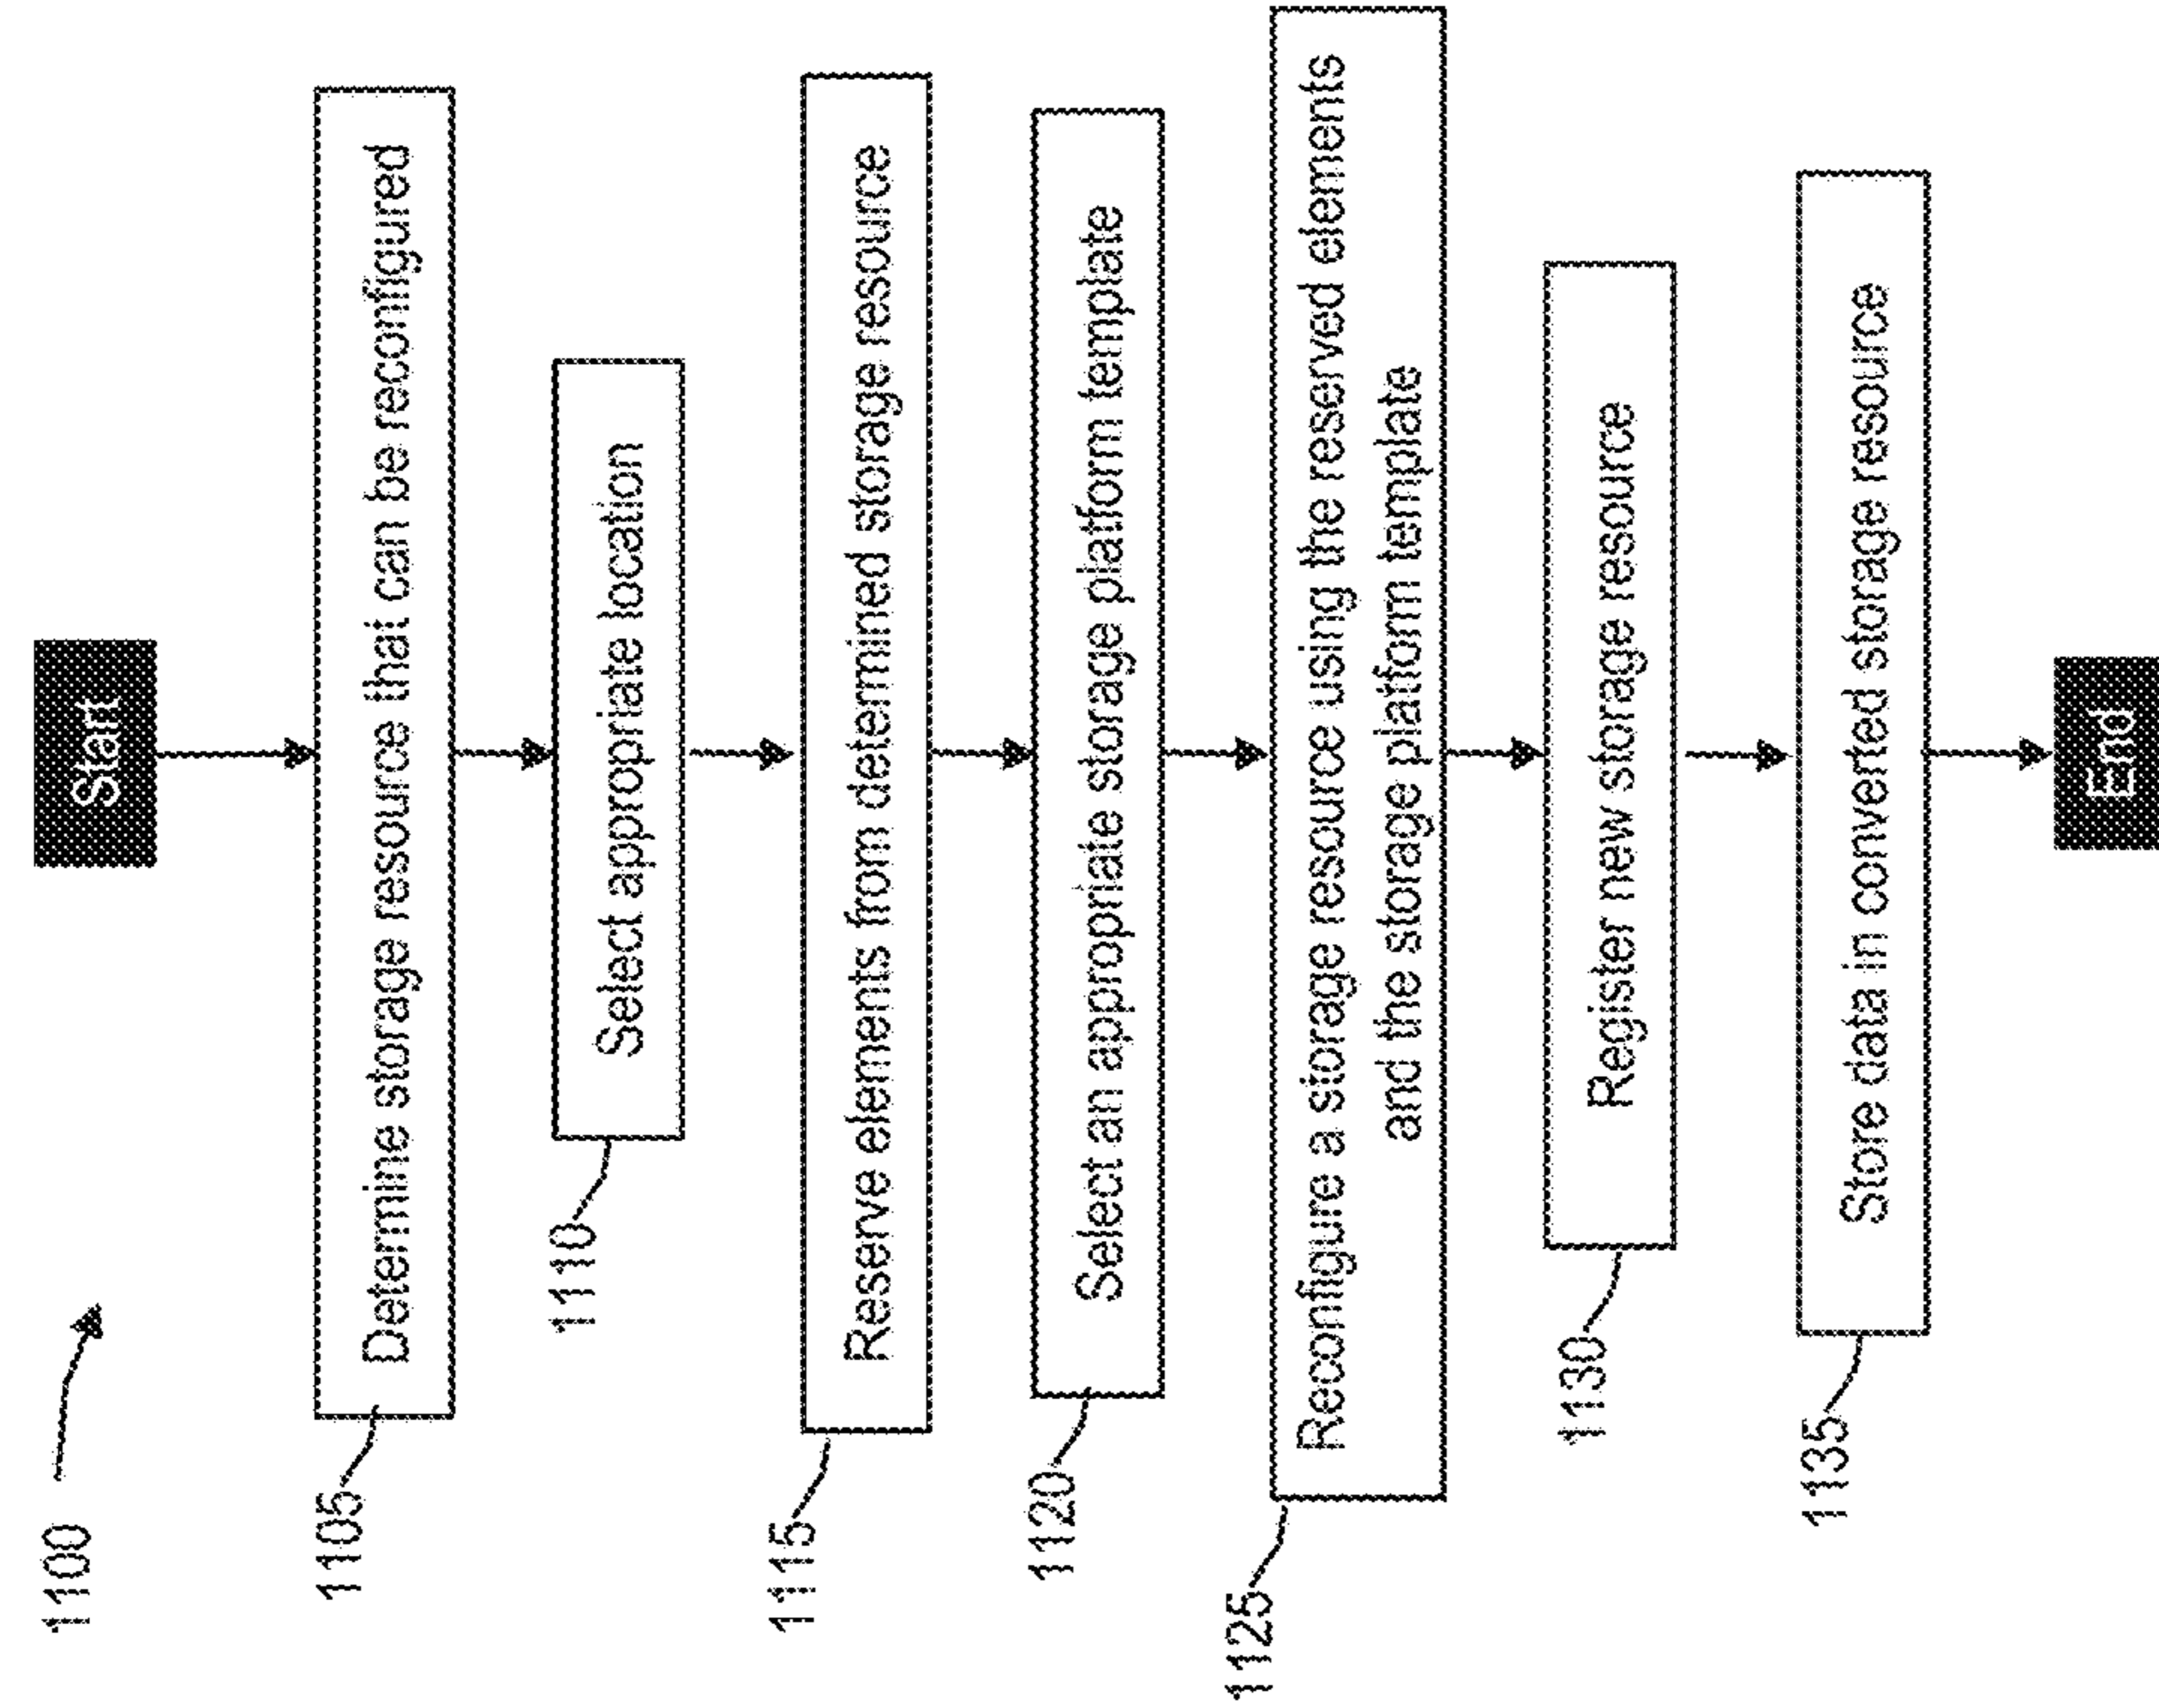 1100
Start
1105
Determine storage resource that can be reconfigured
1110
Select appropriate location
1115
Reserve elements from determined storage resource
1120
Select an appropriate storage platform template
1125
Reconfigure a storage resource using the reserved elements
and the storage platform template
1130
Register new storage resource
1135
Store data in converted storage resource
End